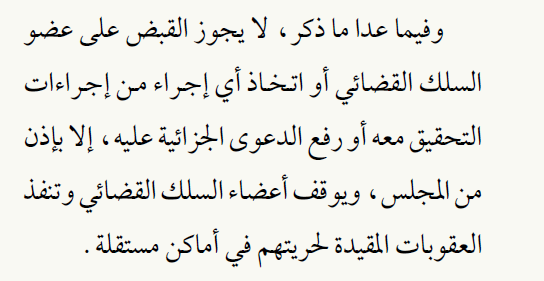 وفيما عدا ما ذكر، لا يجوز القبض على عضو
السلك القضائي أو اتخاذ أي إجراء من إجراءات
التحقيق معه أو رفع الدعوى الجزائية عليه، إلا بإذن
من المجلس، ويوقف أعضاء السلك القضائي وتنفذ
العقوبات المقيدة لحريتهم في أماكن مستقلة .